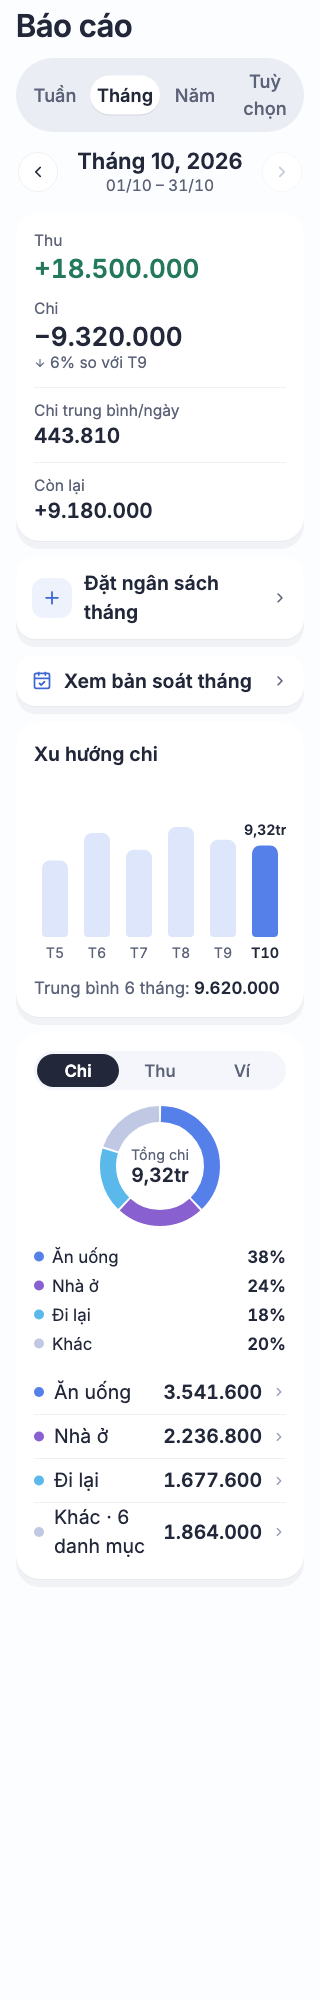 Báo cáo
Tuần
Tháng
Năm
Tuỳ
chọn
Tháng 10, 2026
01/10 – 31/10
Thu
+18.500.000
Chi
−9.320.000
↓ 6% so với T9
Chi trung bình/ngày
443.810
Còn lại
+9.180.000
Đặt ngân sách
tháng
Xem bản soát tháng
Xu hướng chi
9,32tr
T5 T6 T7 T8 T9 T10
Trung bình 6 tháng: 9.620.000
Chi Thu Ví
Tổng chi
9,32tr
Ăn uống 38%
Nhà ở 24%
Đi lại 18%
Khác 20%
Ăn uống 3.541.600
Nhà ở 2.236.800
Đi lại 1.677.600
Khác · 6
danh mục 1.864.000